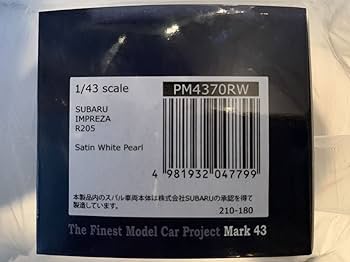 1/43 scale
PM4370RW
SUBARU
IMPREZA
R205
Satin White Pearl
4 981932 047799
本製品内のスバル車両本体は株式会社SUBARUの承認を得て
製造しています。
210-180
The Finest Model Car Project Mark 43